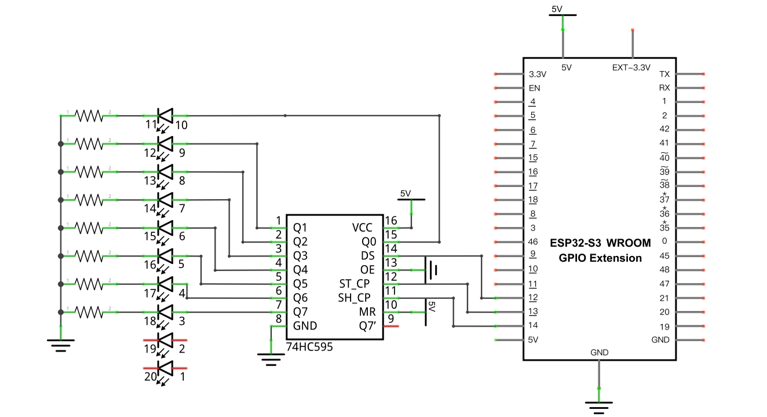 5V
5V
EXT-3.3V
3.3V
TX
EN
RX
4
1
5
2
6
42
7
41
15
40
16
39
17
38
18
37
8
36
3
35
46
0
9
45
10
48
11
47
12
21
13
20
14
19
5V
GND
ESP32-S3 WROOM
GPIO Extension
GND
11 10
12 9
13 8
14 7
15 6
16 5
17 4
18 3
19 2
20 1
5V
1 Q1 VCC 16
2 Q2 Q0 15
3 Q3 DS 14
4 Q4 OE 13
5 Q5 ST_CP 12
6 Q6 SH_CP 11
7 Q7 MR 10
8 GND Q7' 9
5V
74HC595